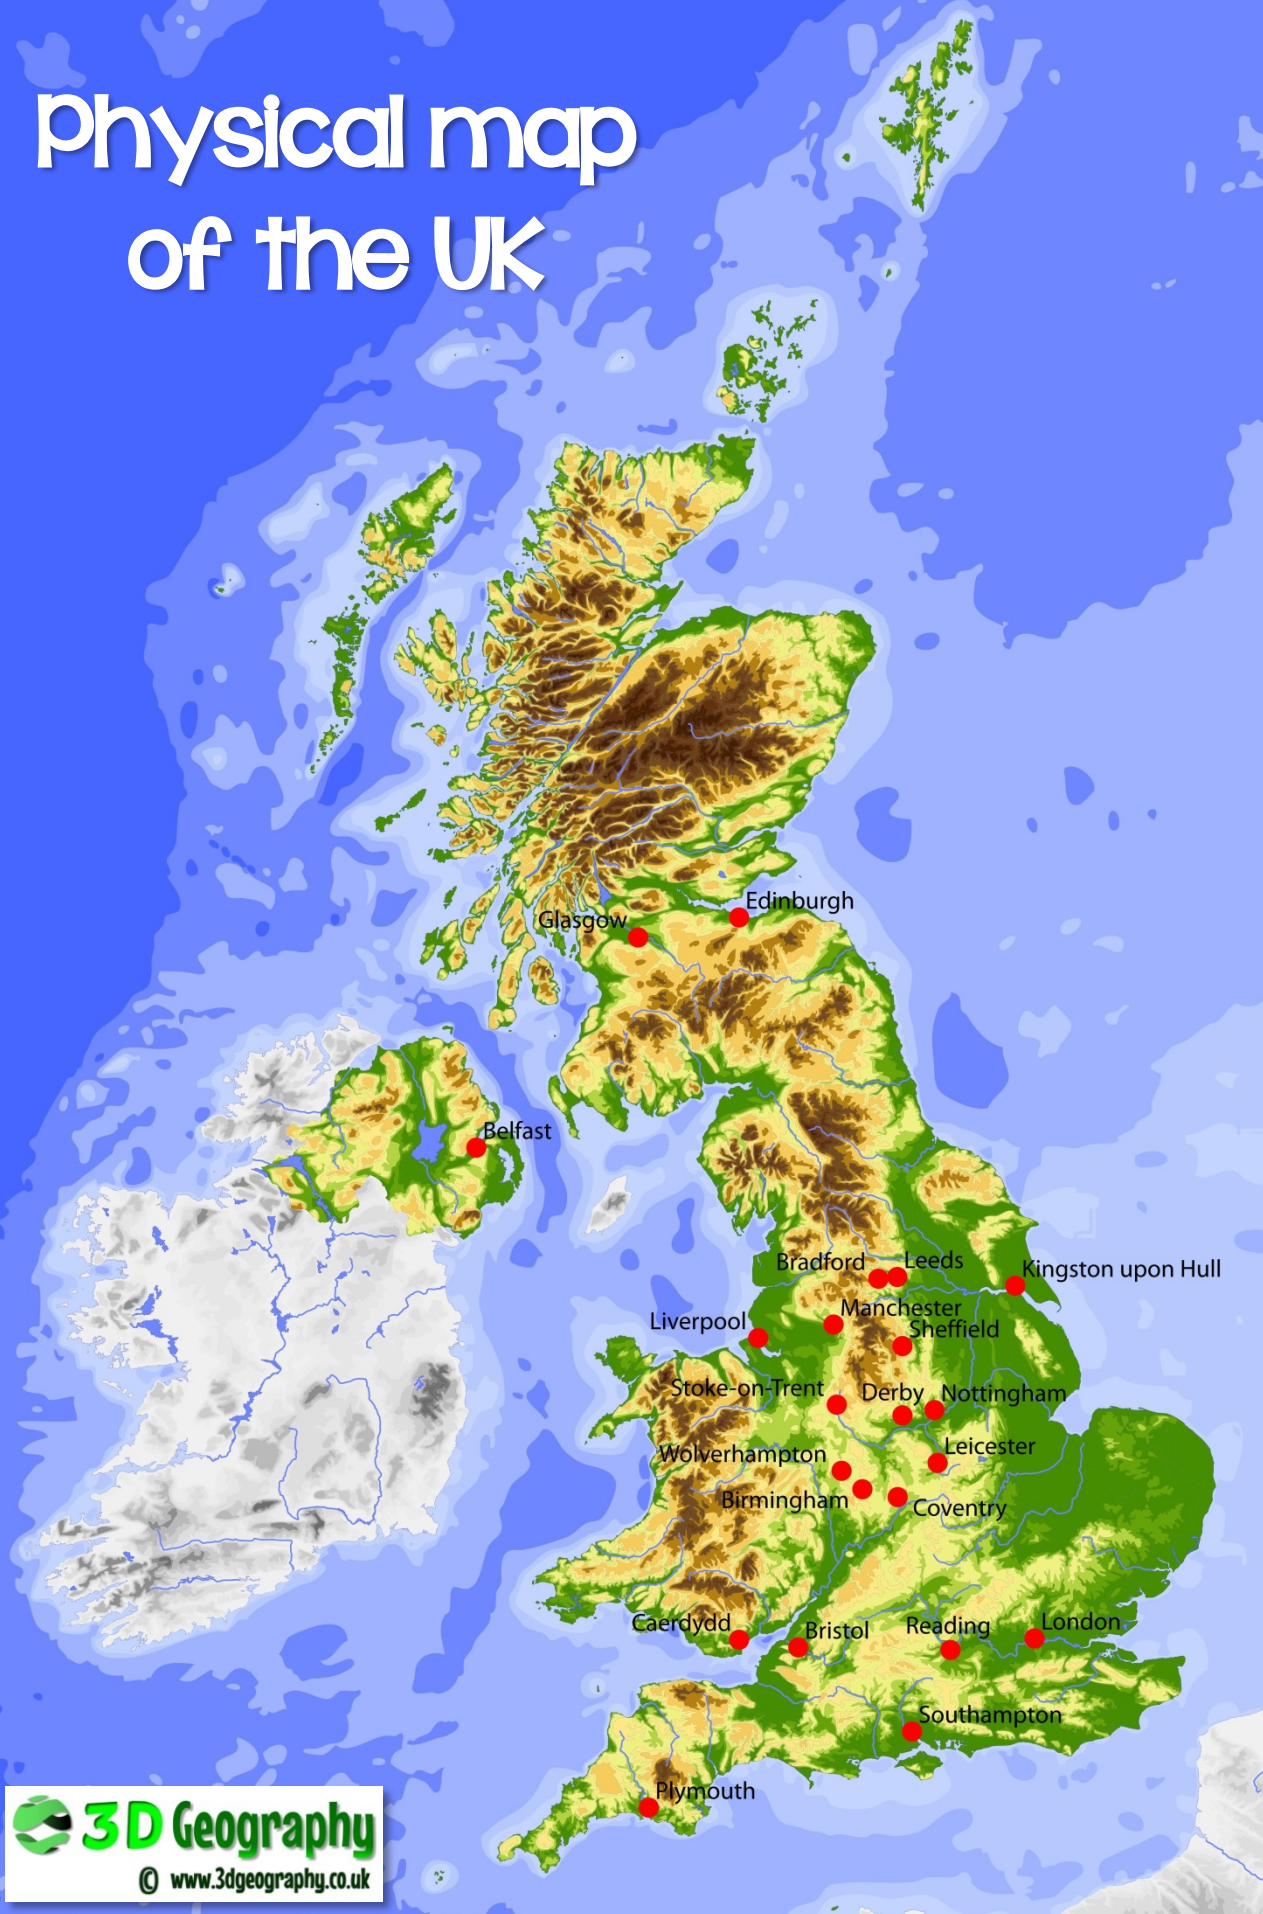 Physical map
of the UK
Edinburgh
Glasgow
Belfast
Bradford
Leeds
Kingston upon Hull
Manchester
Liverpool
Sheffield
Stoke-on-Trent
Derby
Nottingham
Leicester
Wolverhampton
Birmingham
Coventry
Caerdydd
Bristol
Reading
London
Southampton
Plymouth
3D Geography
© www.3dgeography.co.uk